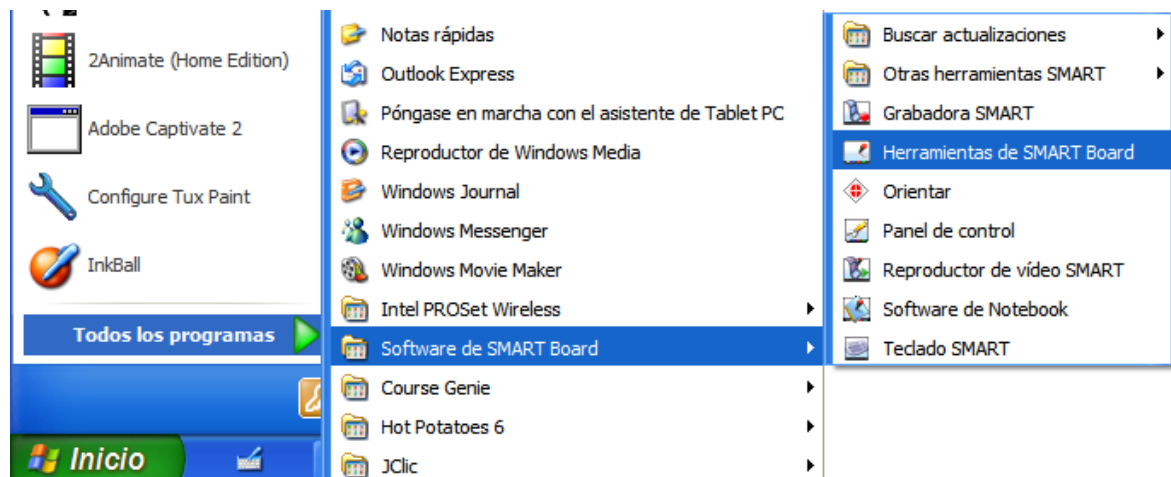 2Animate (Home Edition)
Adobe Captivate 2
Configure Tux Paint
InkBall
Todos los programas
Inicio
Notas rápidas
Outlook Express
Póngase en marcha con el asistente de Tablet PC
Reproductor de Windows Media
Windows Journal
Windows Messenger
Windows Movie Maker
Intel PROSet Wireless
Software de SMART Board
Course Genie
Hot Potatoes 6
JClic
Buscar actualizaciones
Otras herramientas SMART
Grabadora SMART
Herramientas de SMART Board
Orientar
Panel de control
Reproductor de vídeo SMART
Software de Notebook
Teclado SMART